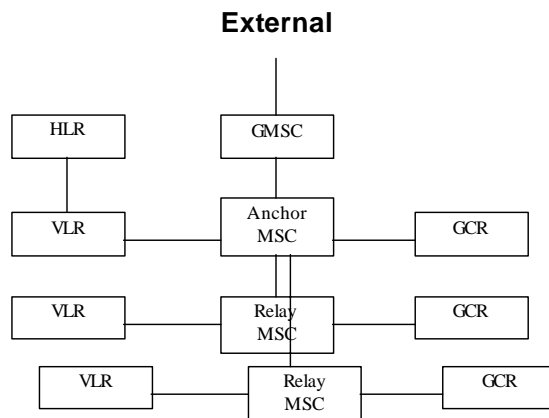 External
HLR
GMSC
VLR
Anchor
MSC
GCR
VLR
Relay
MSC
GCR
VLR
Relay
MSC
GCR